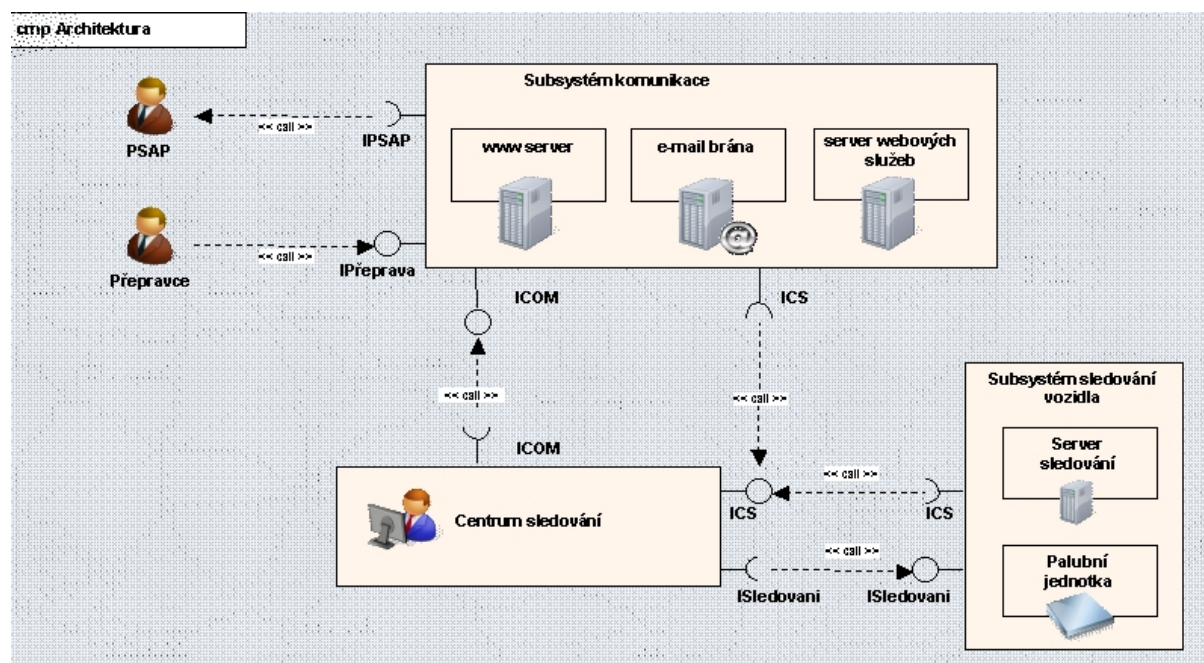 cmp Architektura
Subsystém komunikace
<< call >>
IPSAP
PSAP
www server
e-mail brána
server webových
služeb
<< call >>
IPřeprava
Přepravce
ICOM
ICS
<< call >>
<< call >>
ICOM
Subsystém sledování
vozidla
Server
sledování
<< call >>
ICS
ICS
Centrum sledování
<< call >>
Palubní
jednotka
ISledovani
ISledovani